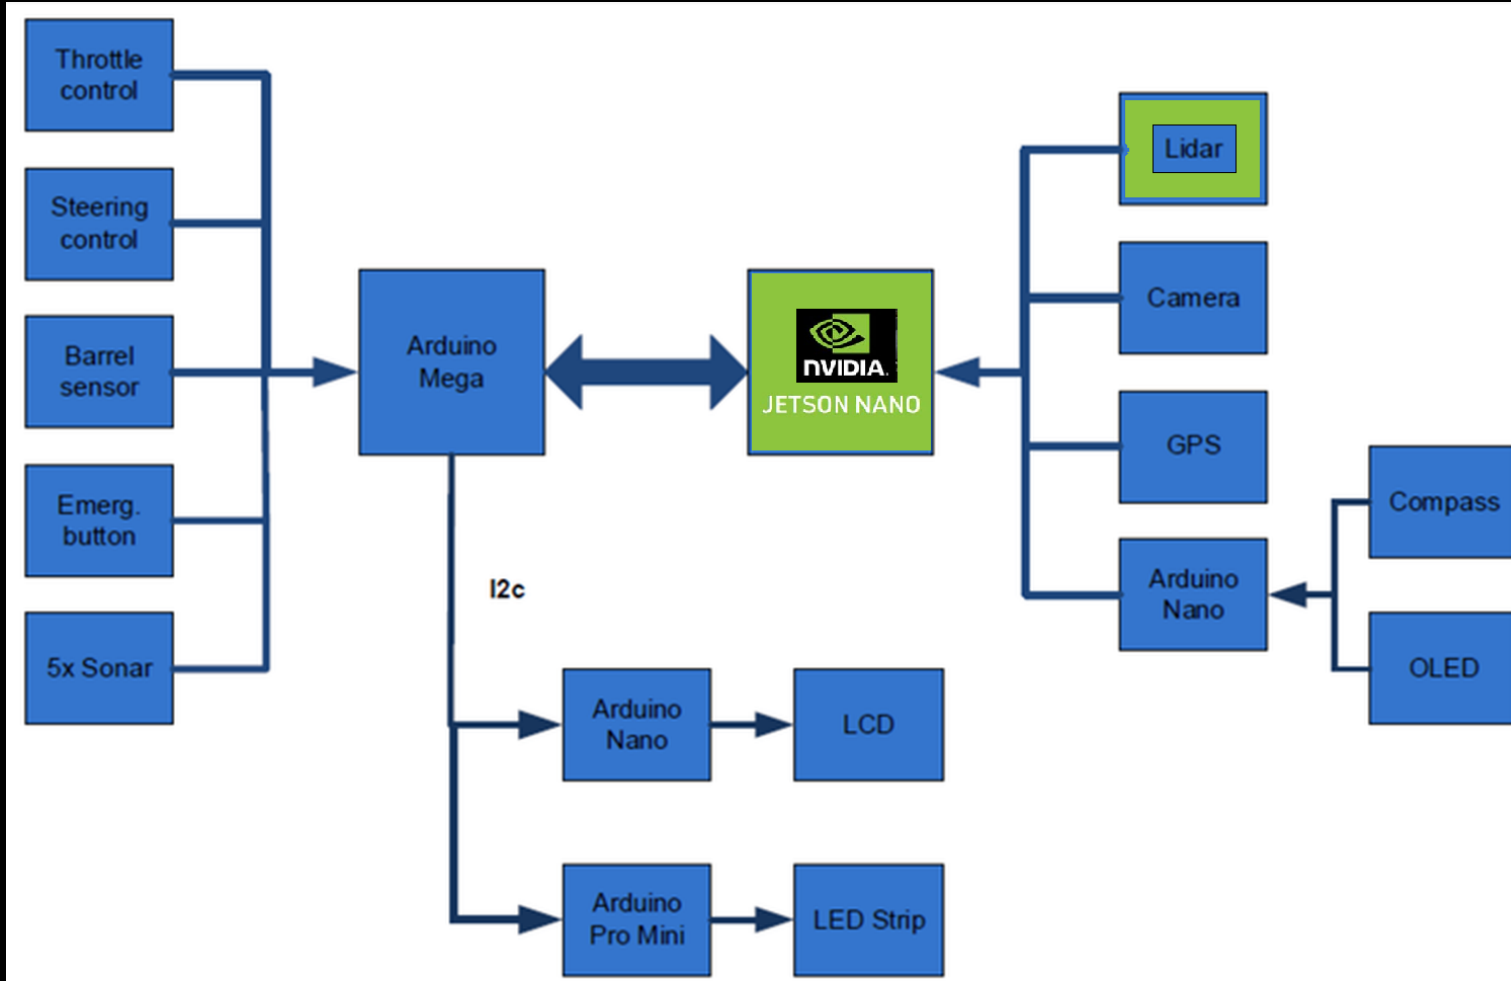 Throttle
control
Steering
control
Barrel
sensor
Emerg.
button
5x Sonar
Arduino
Mega
NVIDIA.
JETSON NANO
Lidar
Camera
GPS
Arduino
Nano
Compass
OLED
I2c
Arduino
Nano
LCD
Arduino
Pro Mini
LED Strip